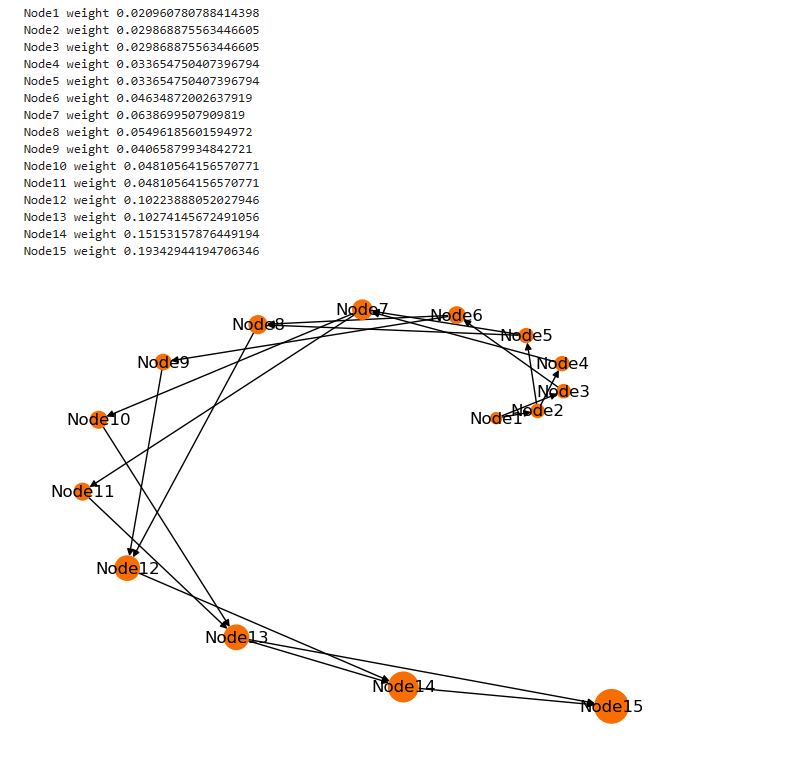 Node1 weight 0.020960780788414398
Node2 weight 0.029868875563446605
Node3 weight 0.029868875563446605
Node4 weight 0.033654750407396794
Node5 weight 0.033654750407396794
Node6 weight 0.04634872002637919
Node7 weight 0.0638699507909819
Node8 weight 0.05496185601594972
Node9 weight 0.04065879934842721
Node10 weight 0.04810564156570771
Node11 weight 0.04810564156570771
Node12 weight 0.10223888052027946
Node13 weight 0.10274145672491056
Node14 weight 0.15153157876449194
Node15 weight 0.19342944194706346
Node7
Node6
Node8
Node5
Node9
Node4
Node3
Node2
Node1
Node10
Node11
Node12
Node13
Node14
Node15